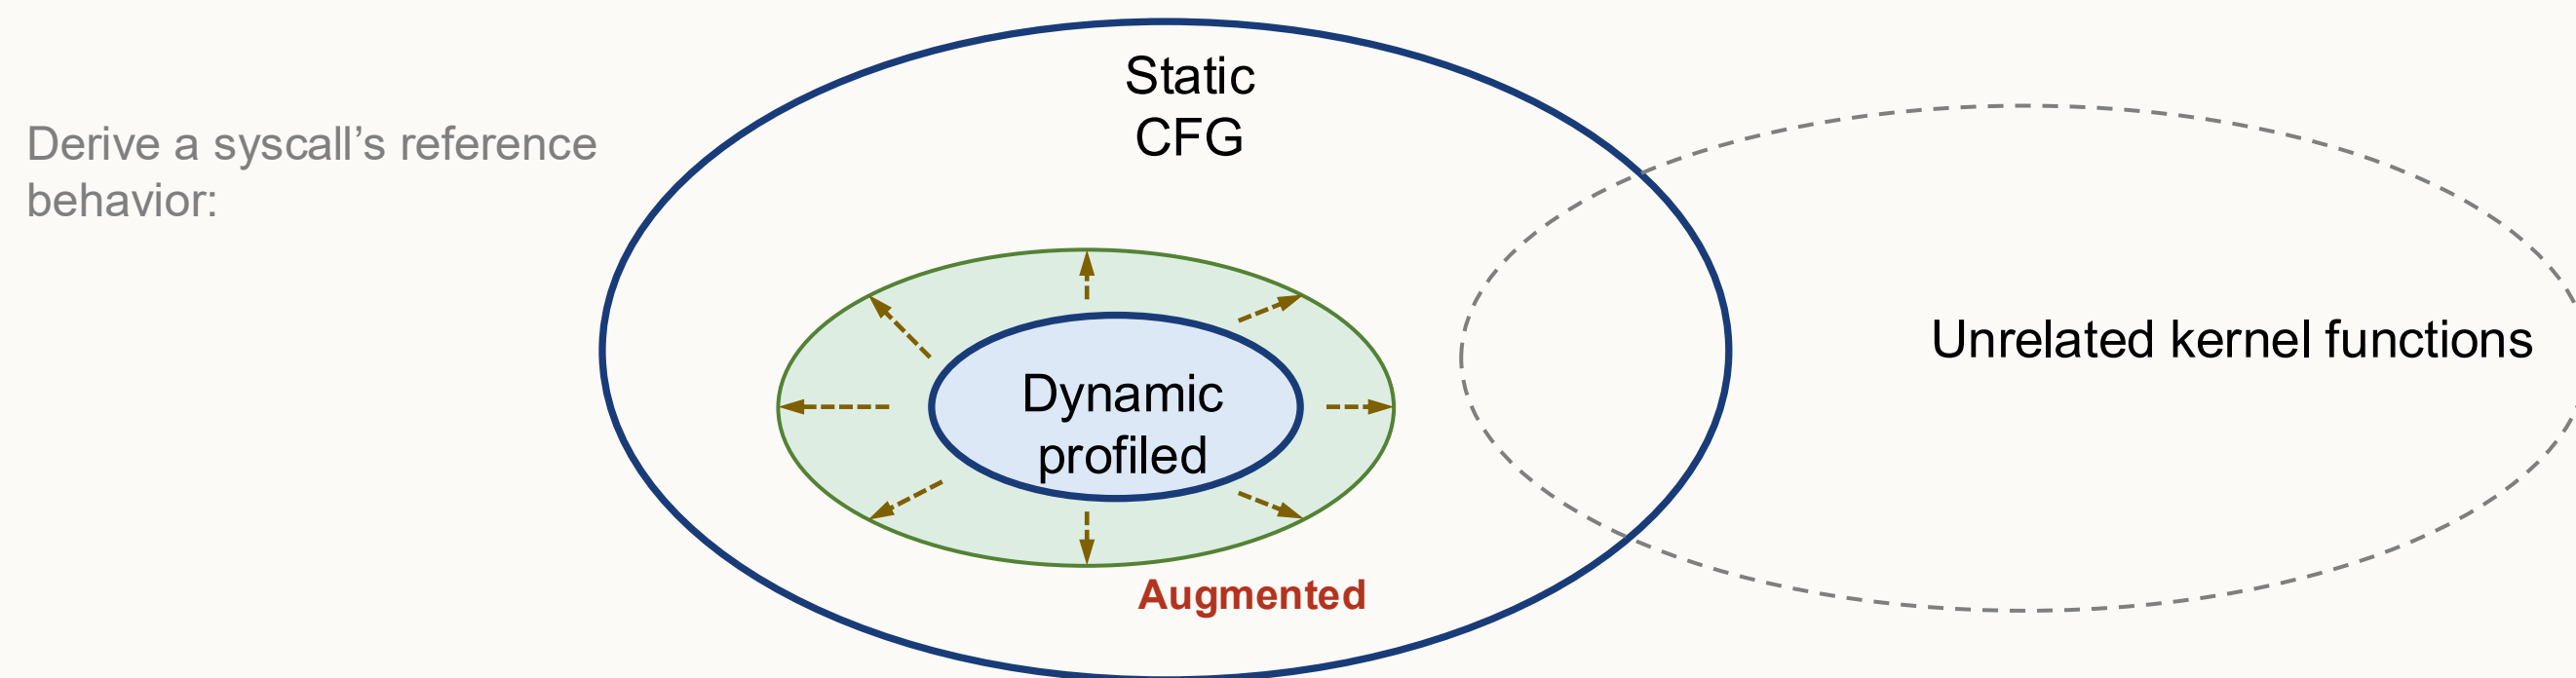 Static
CFG
Derive a syscall’s reference
behavior:
Unrelated kernel functions
Dynamic
profiled
Augmented